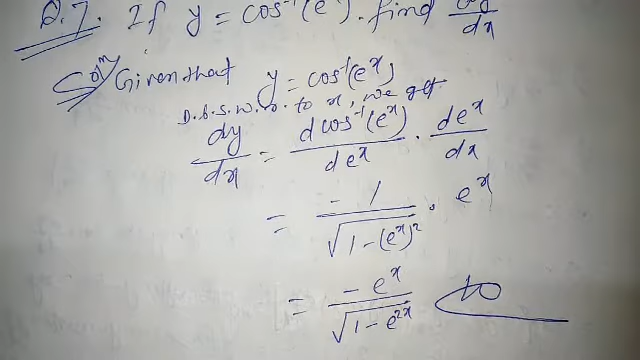 Q.7. If y = cos⁻¹(eˣ). find dy/dx
Solⁿ Given that y = cos⁻¹(eˣ)
D.b.s.w.r. to x, we get
dy/dx = d cos⁻¹(eˣ)/deˣ · deˣ/dx
= -1/√1-(eˣ)² · eˣ
= -eˣ/√1-e²ˣ